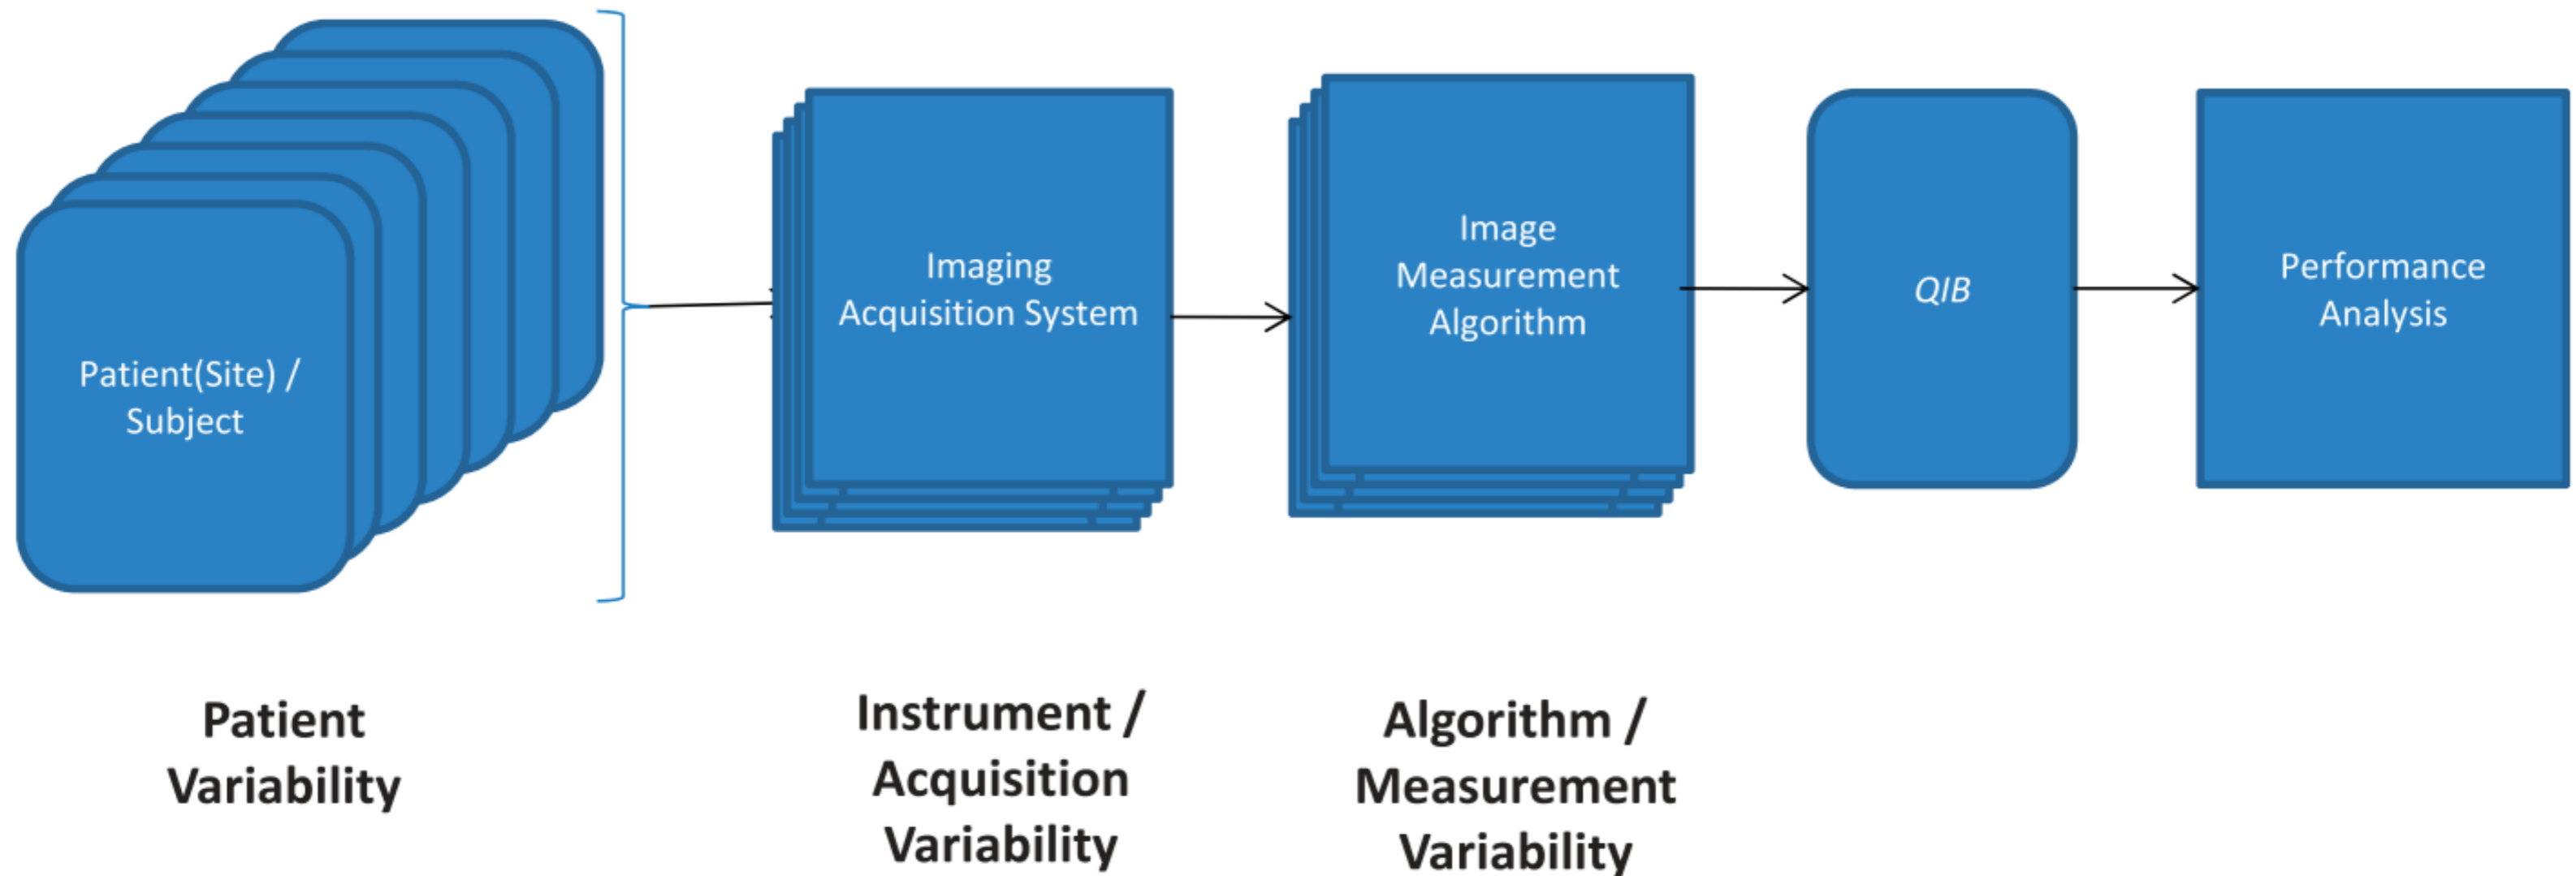 Patient(Site) /
Subject
Imaging
Acquisition System
Image
Measurement
Algorithm
QIB
Performance
Analysis
Patient
Variability
Instrument /
Acquisition
Variability
Algorithm /
Measurement
Variability